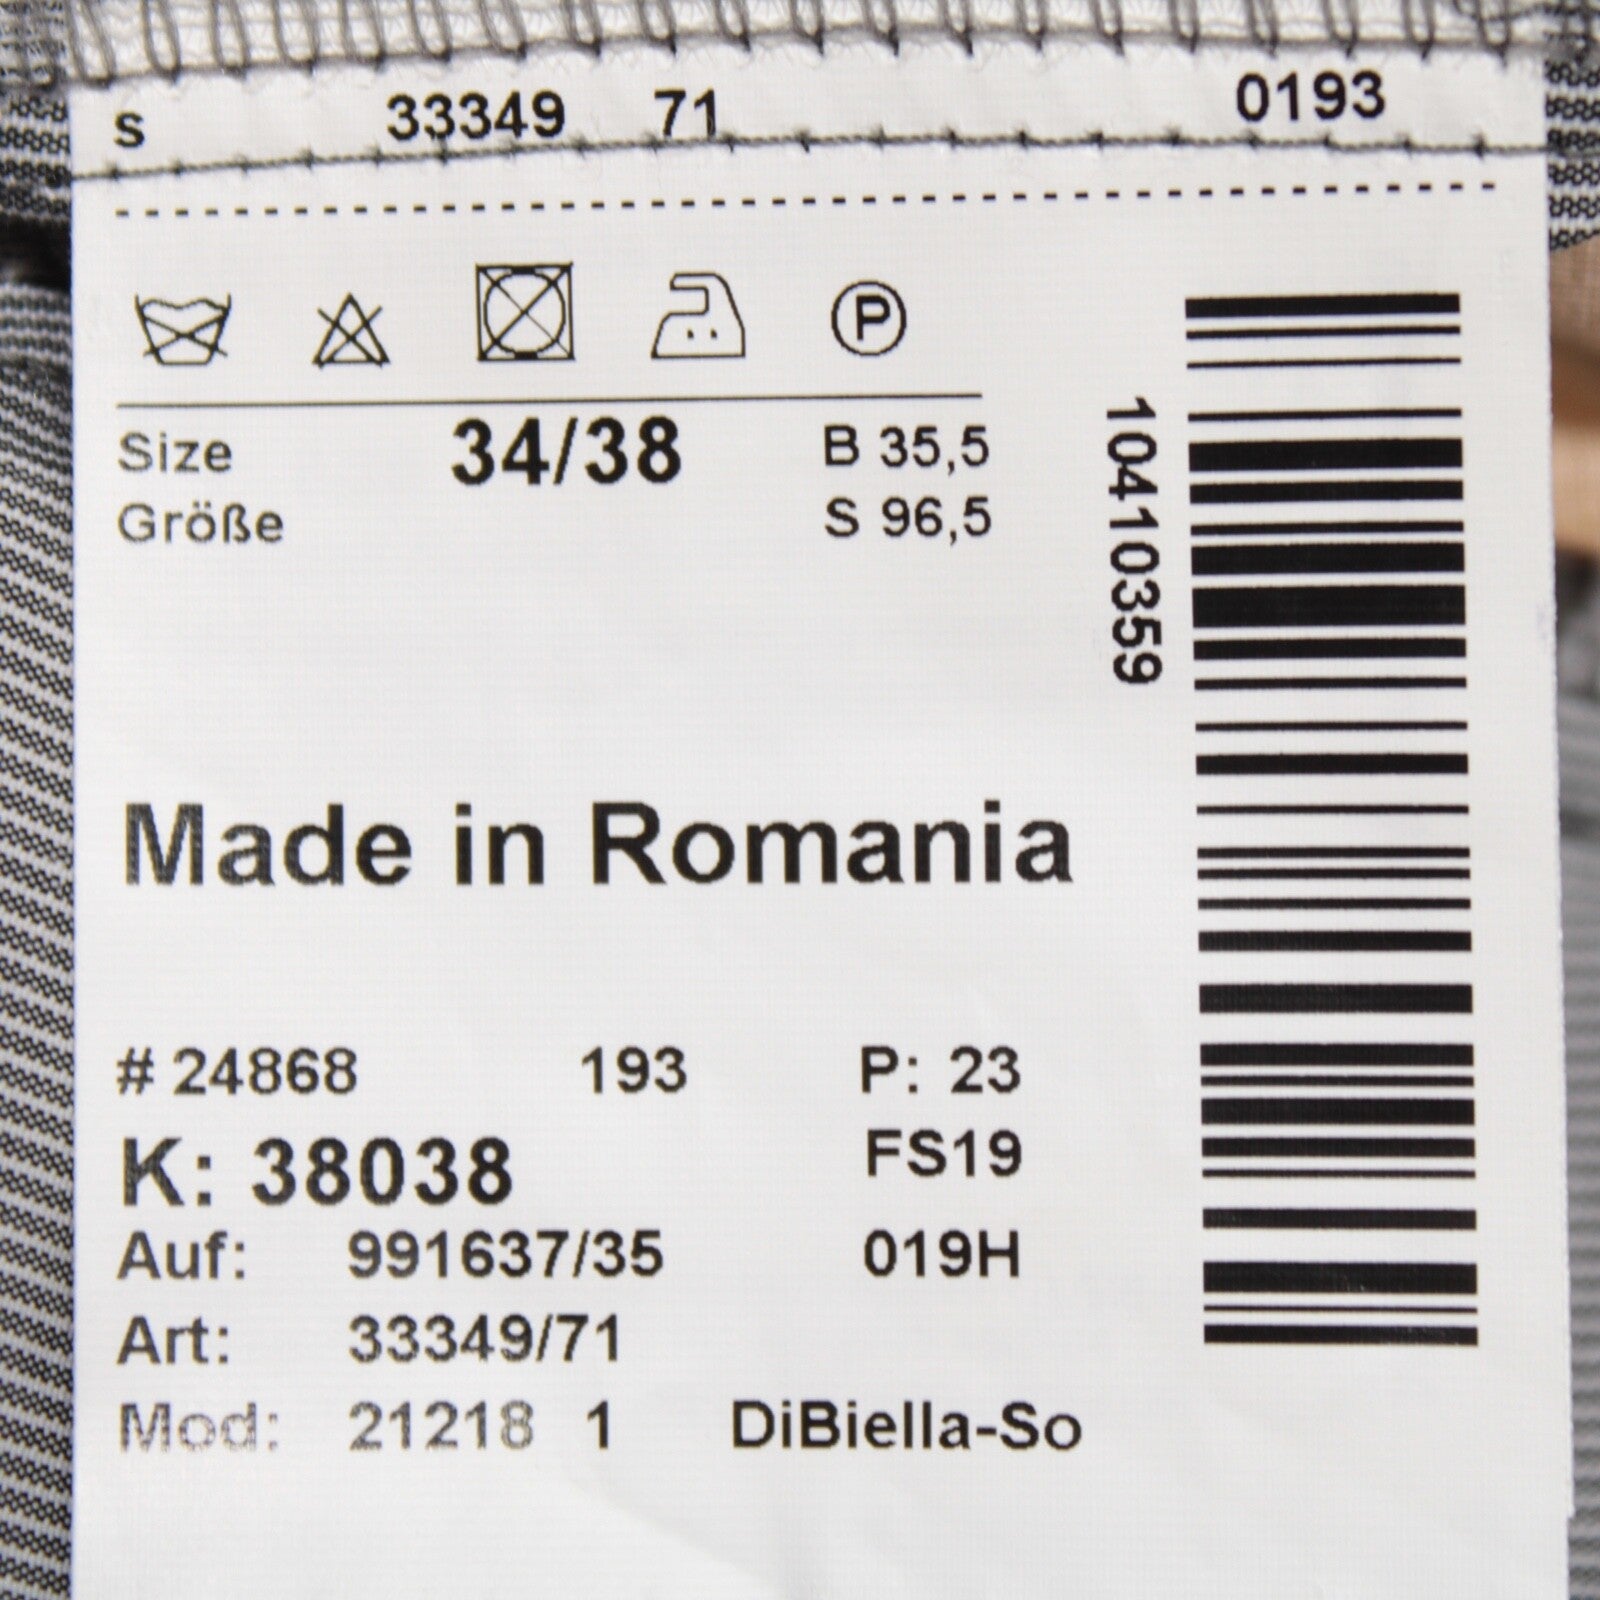 s 33349 71 0193
P
Size 34/38 B 35,5
Größe S 96,5
10410359
Made in Romania
# 24868 193 P: 23
K: 38038 FS19
Auf: 991637/35 019H
Art: 33349/71
Mod: 21218 1 DiBiella-So